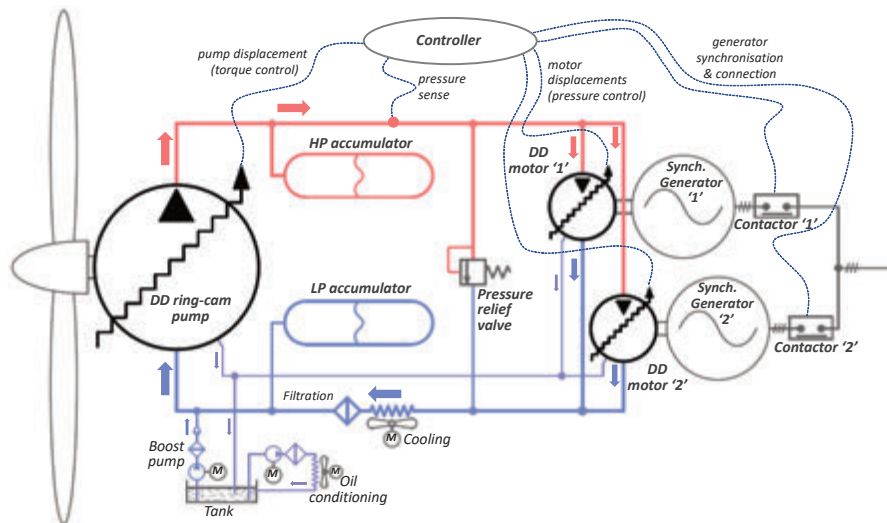 Controller
pump displacement
(torque control)
pressure
sense
motor
displacements
(pressure control)
generator
synchronisation
& connection
HP accumulator
DD
motor ‘1’
Synch.
Generator
‘1’
Contactor ‘1’
DD ring-cam
pump
LP accumulator
Pressure
relief
valve
Synch.
Generator
‘2’
Contactor ‘2’
DD
motor ‘2’
Filtration
M
Cooling
Boost
pump
M
M
M
Oil
conditioning
Tank